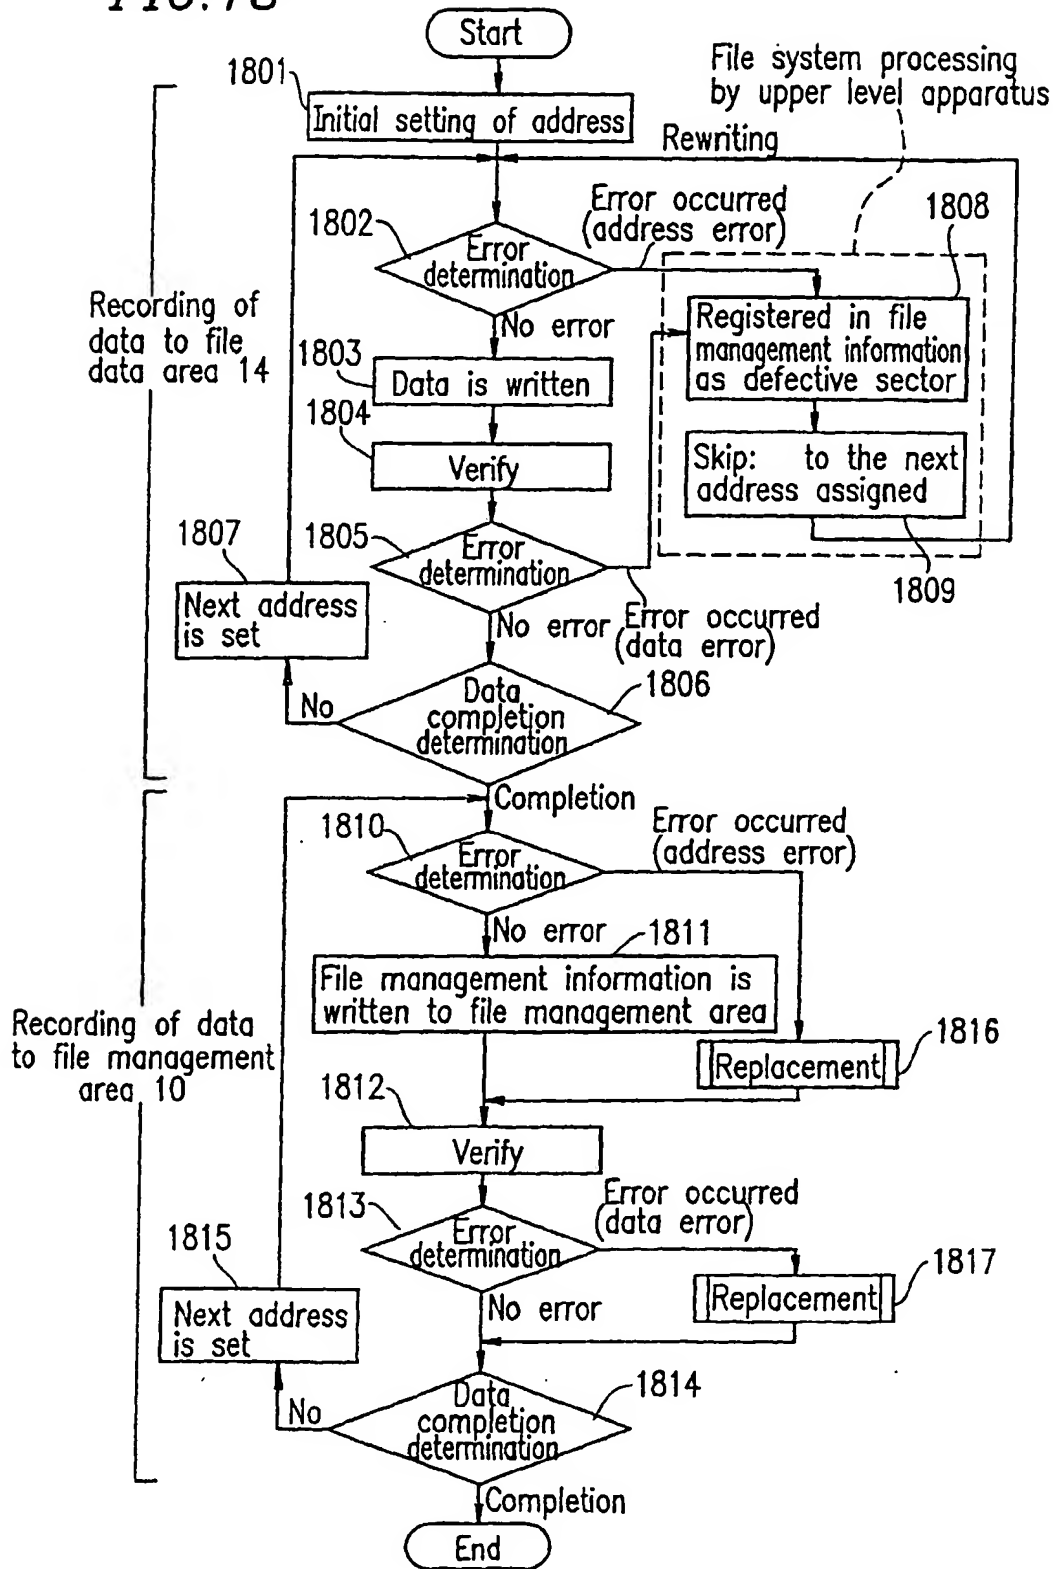 Start
1801
Initial setting of address
File system processing
by upper level apparatus
Rewriting
1802
Error
determination
Error occurred
(address error)
1808
Recording of
data to file
data area 14
No error
Registered in file
management information
as defective sector
1803
Data is written
1804
Verify
Skip: to the next
address assigned
1805
Error
determination
1809
1807
Next address
is set
No error
Error occurred
(data error)
1806
Data
completion
determination
No
Completion
1810
Error
determination
Error occurred
(address error)
No error
1811
File management information is
written to file management area
Recording of data
to file management
area 10
1816
Replacement
1812
Verify
1813
Error
determination
Error occurred
(data error)
1815
Next address
is set
1817
Replacement
No error
1814
Data
completion
determination
No
Completion
End